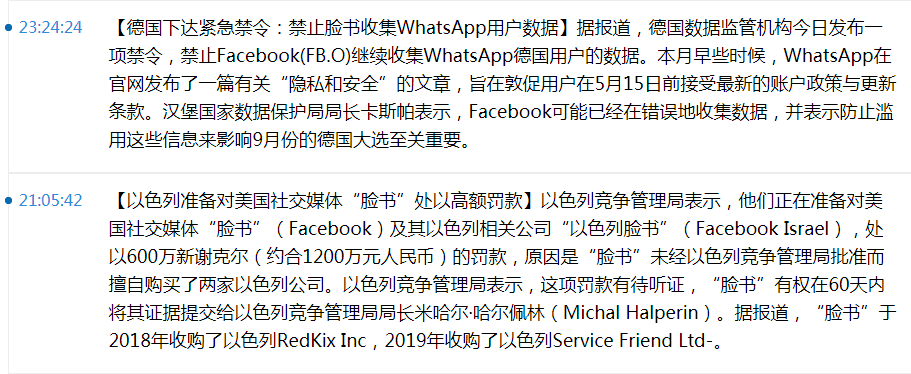 23:24:24 【德国下达紧急禁令：禁止脸书收集WhatsApp用户数据】据报道，德国数据监管机构今日发布一
项禁令，禁止Facebook(FB.O)继续收集WhatsApp德国用户的数据。本月早些时候，WhatsApp在
官网发布了一篇有关“隐私和安全”的文章，旨在敦促用户在5月15日前接受最新的账户政策与更新
条款。汉堡国家数据保护局局长卡斯帕表示，Facebook可能已经在错误地收集数据，并表示防止滥
用这些信息来影响9月份的德国大选至关重要。
21:05:42 【以色列准备对美国社交媒体“脸书”处以高额罚款】以色列竞争管理局表示，他们正在准备对美
国社交媒体“脸书”（Facebook）及其以色列相关公司“以色列脸书”（Facebook Israel），处
以600万新谢克尔（约合1200万元人民币）的罚款，原因是“脸书”未经以色列竞争管理局批准而
擅自购买了两家以色列公司。以色列竞争管理局表示，这项罚款有待听证，“脸书”有权在60天内
将其证据提交给以色列竞争管理局局长米哈尔·哈尔佩林（Michal Halperin）。据报道，“脸书”于
2018年收购了以色列RedKix Inc，2019年收购了以色列Service Friend Ltd-。